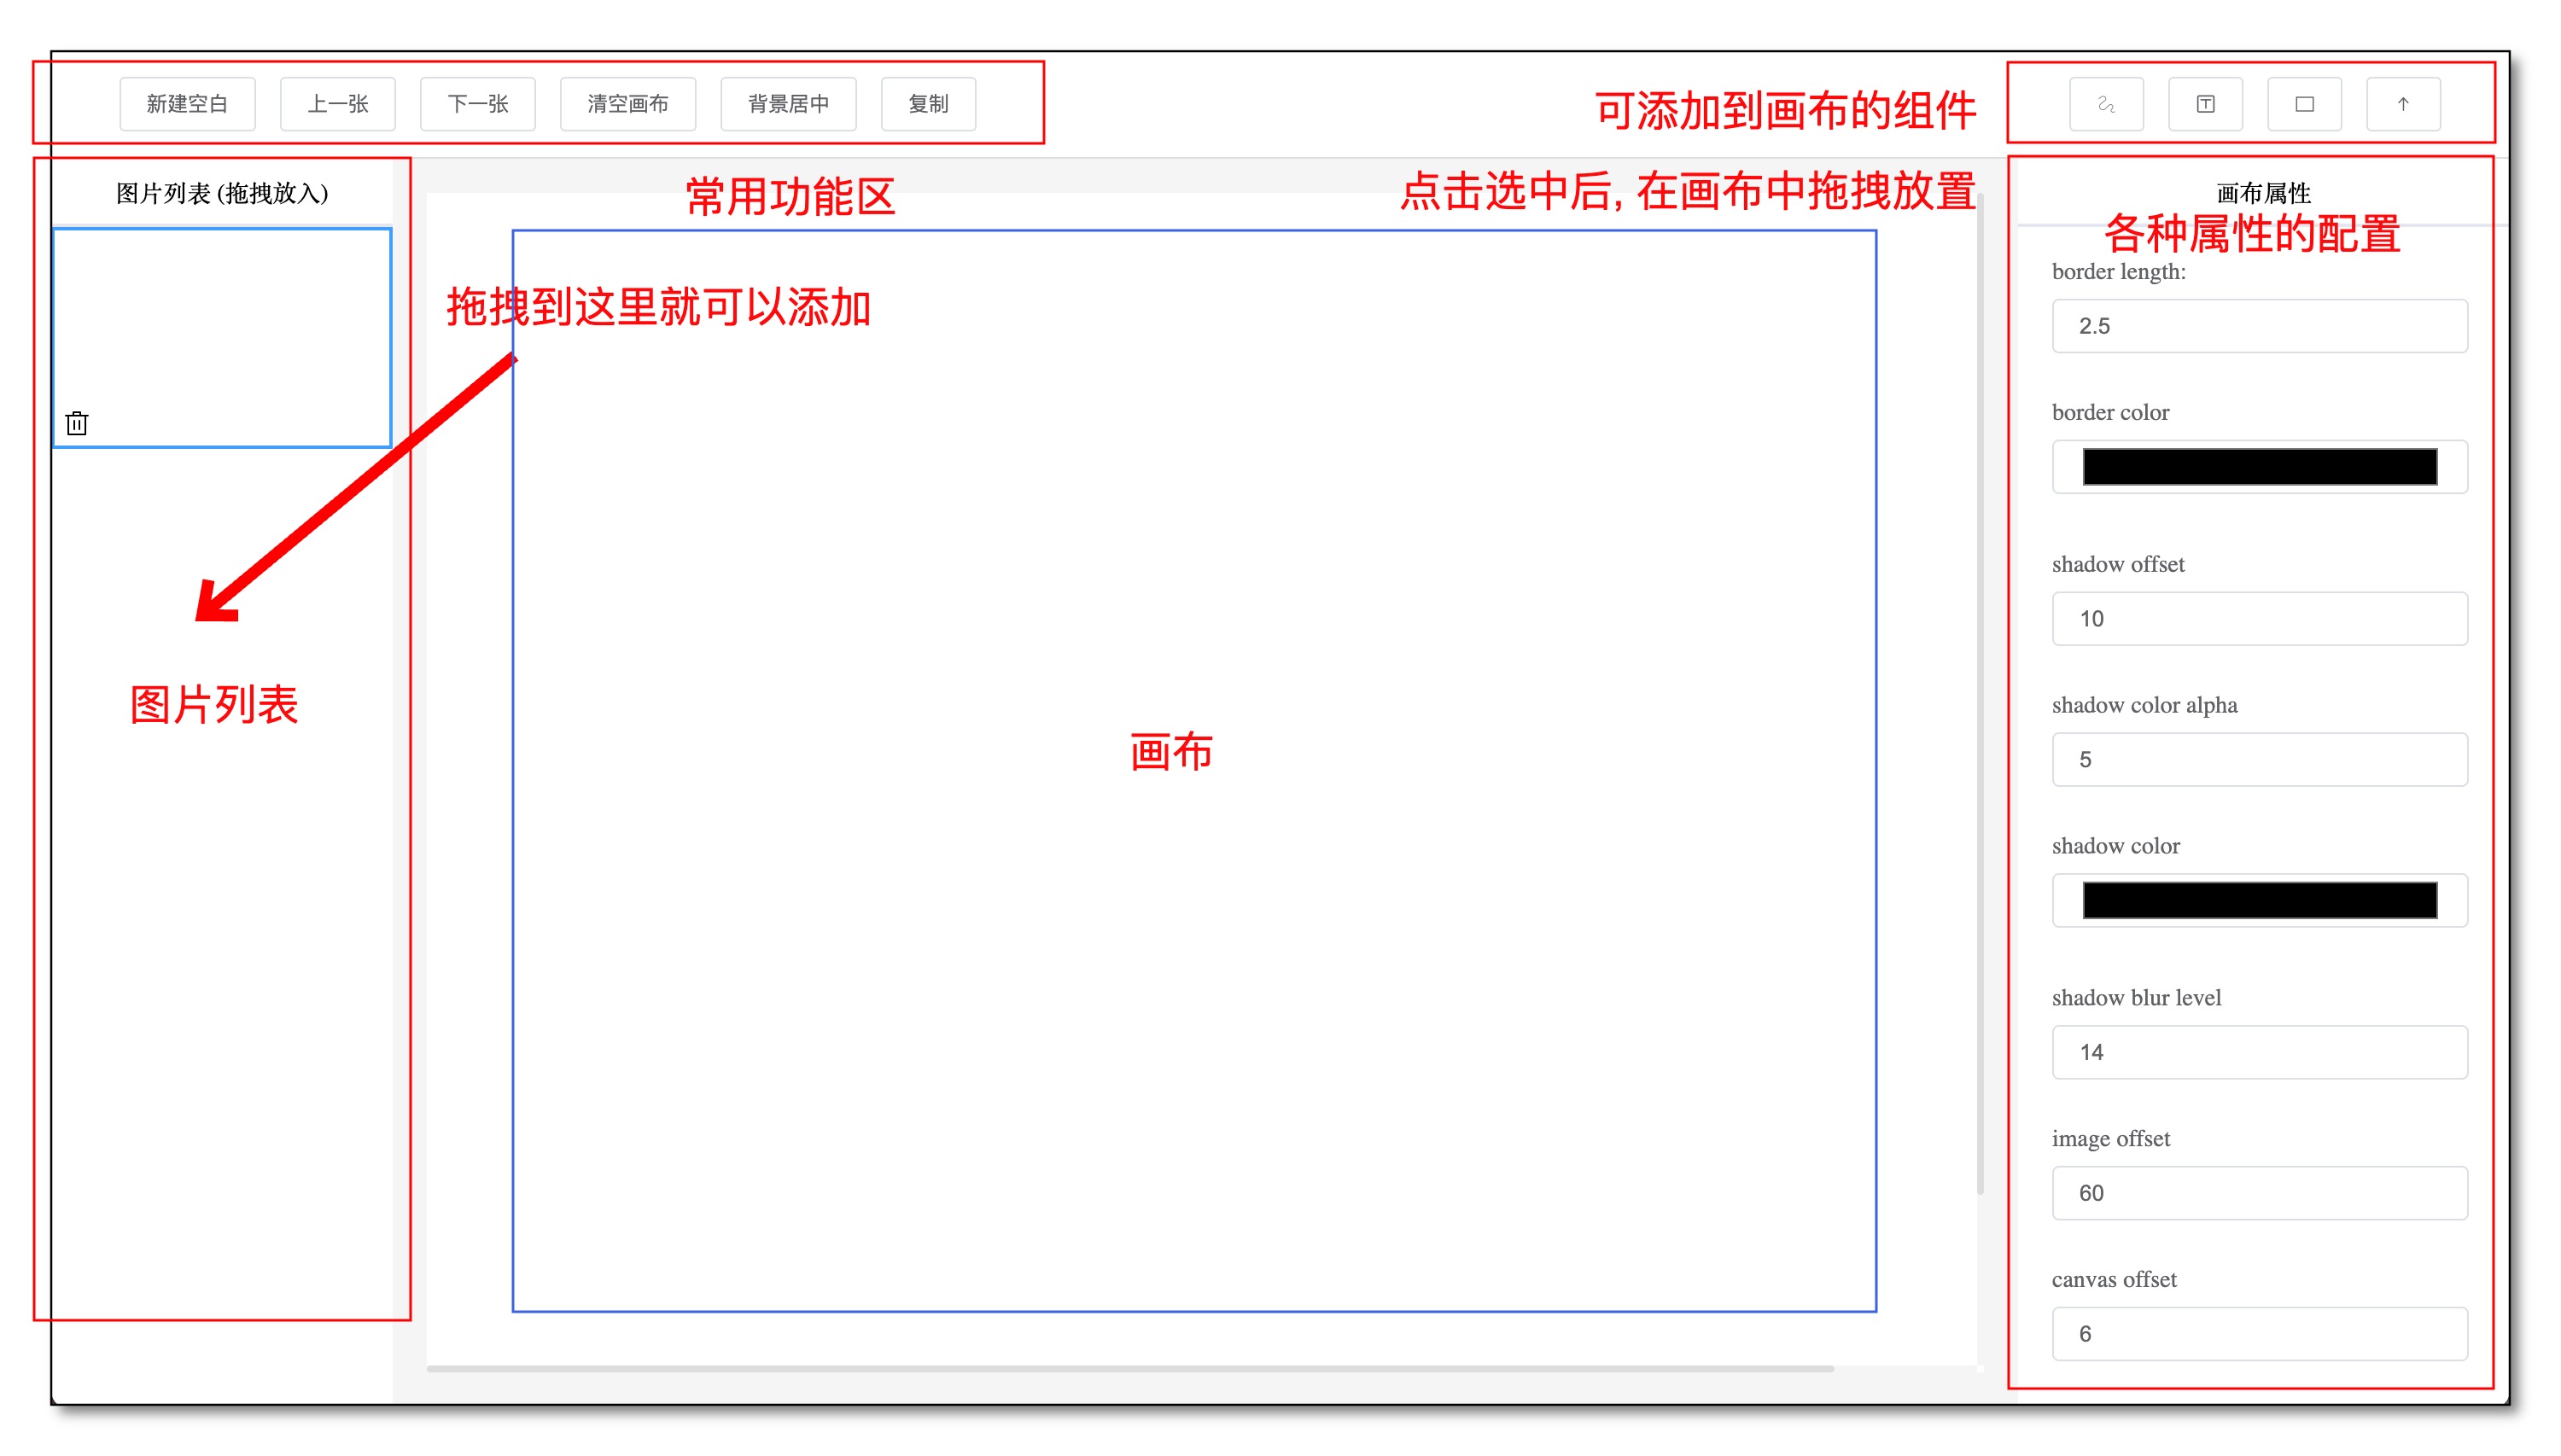 新建空白
上一张
下一张
清空画布
背景居中
复制
可添加到画布的组件
T
图片列表 (拖拽放入)
常用功能区
点击选中后, 在画布中拖拽放置
画布属性
各种属性的配置
拖拽到这里就可以添加
图片列表
画布
border length:
2.5
border color
shadow offset
10
shadow color alpha
5
shadow color
shadow blur level
14
image offset
60
canvas offset
6